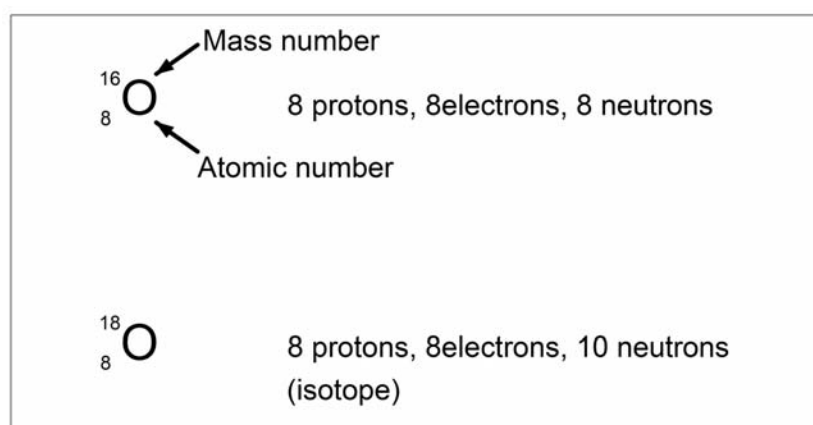 Mass number
16
8
O
8 protons, 8electrons, 8 neutrons
Atomic number
18
8
O
8 protons, 8electrons, 10 neutrons
(isotope)